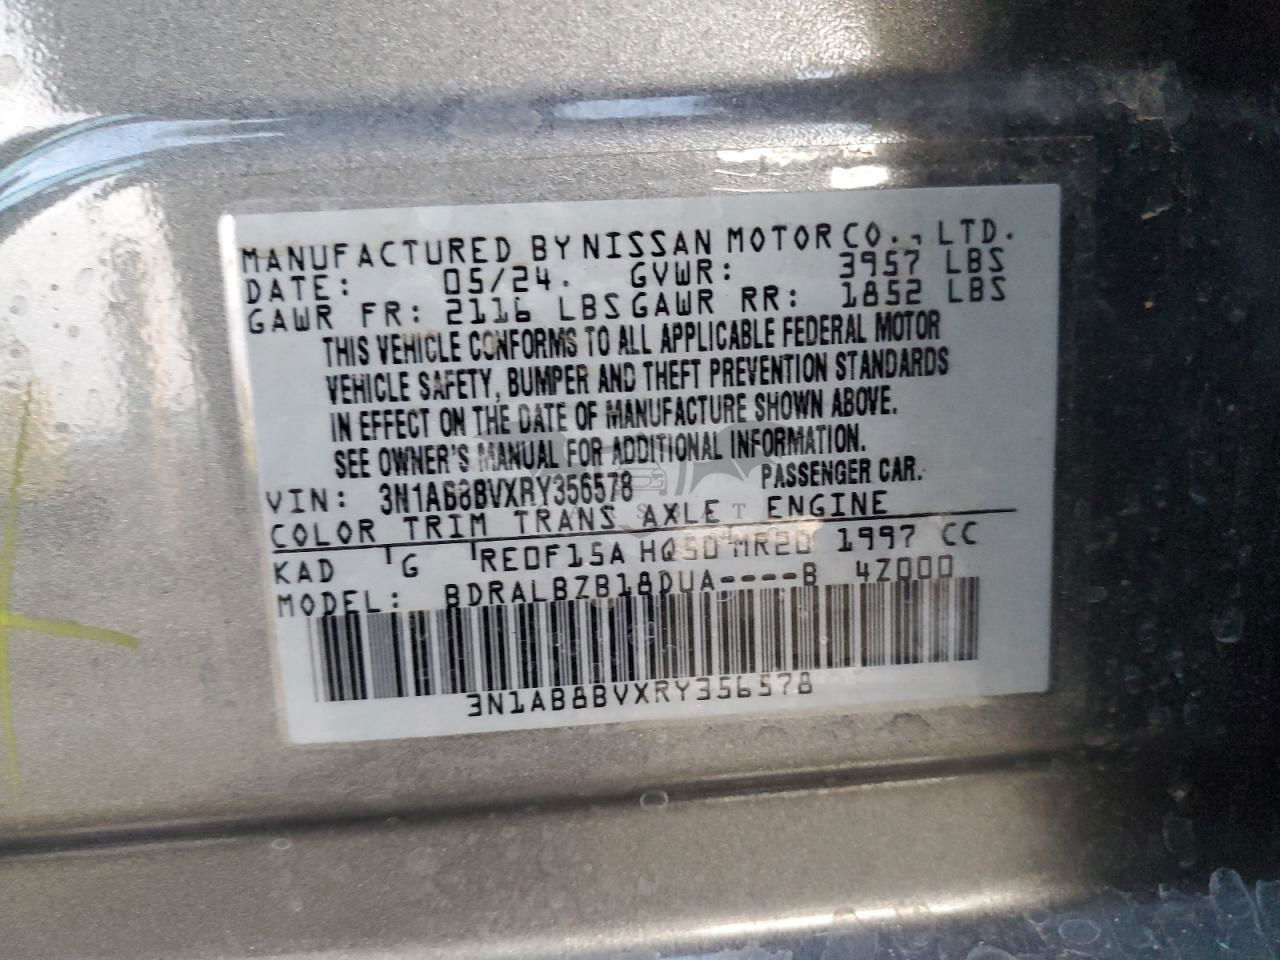 MANUFACTURED BY NISSAN MOTOR CO., LTD.
DATE: 05/24. GVWR: 3957 LBS
GAWR FR: 2116 LBS GAWR RR: 1852 LBS
THIS VEHICLE CONFORMS TO ALL APPLICABLE FEDERAL MOTOR
VEHICLE SAFETY, BUMPER AND THEFT PREVENTION STANDARDS
IN EFFECT ON THE DATE OF MANUFACTURE SHOWN ABOVE.
SEE OWNER'S MANUAL FOR ADDITIONAL INFORMATION.
VIN: 3N1AB8BVXRY356578 PASSENGER CAR.
COLOR TRIM TRANS AXLE ENGINE
KAD G RE0F15A HQ50 MR20 1997 CC
MODEL: BDRALBZB18DUA----B 4Z000
3N1AB8BVXRY356578